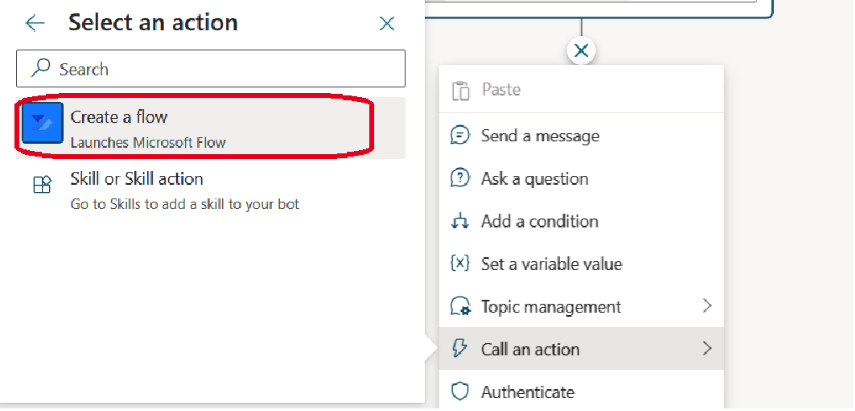 Select an action
Search
Create a flow
Launches Microsoft Flow
Skill or Skill action
Go to Skills to add a skill to your bot
Paste
Send a message
Ask a question
Add a condition
{x} Set a variable value
Topic management
Call an action
Authenticate